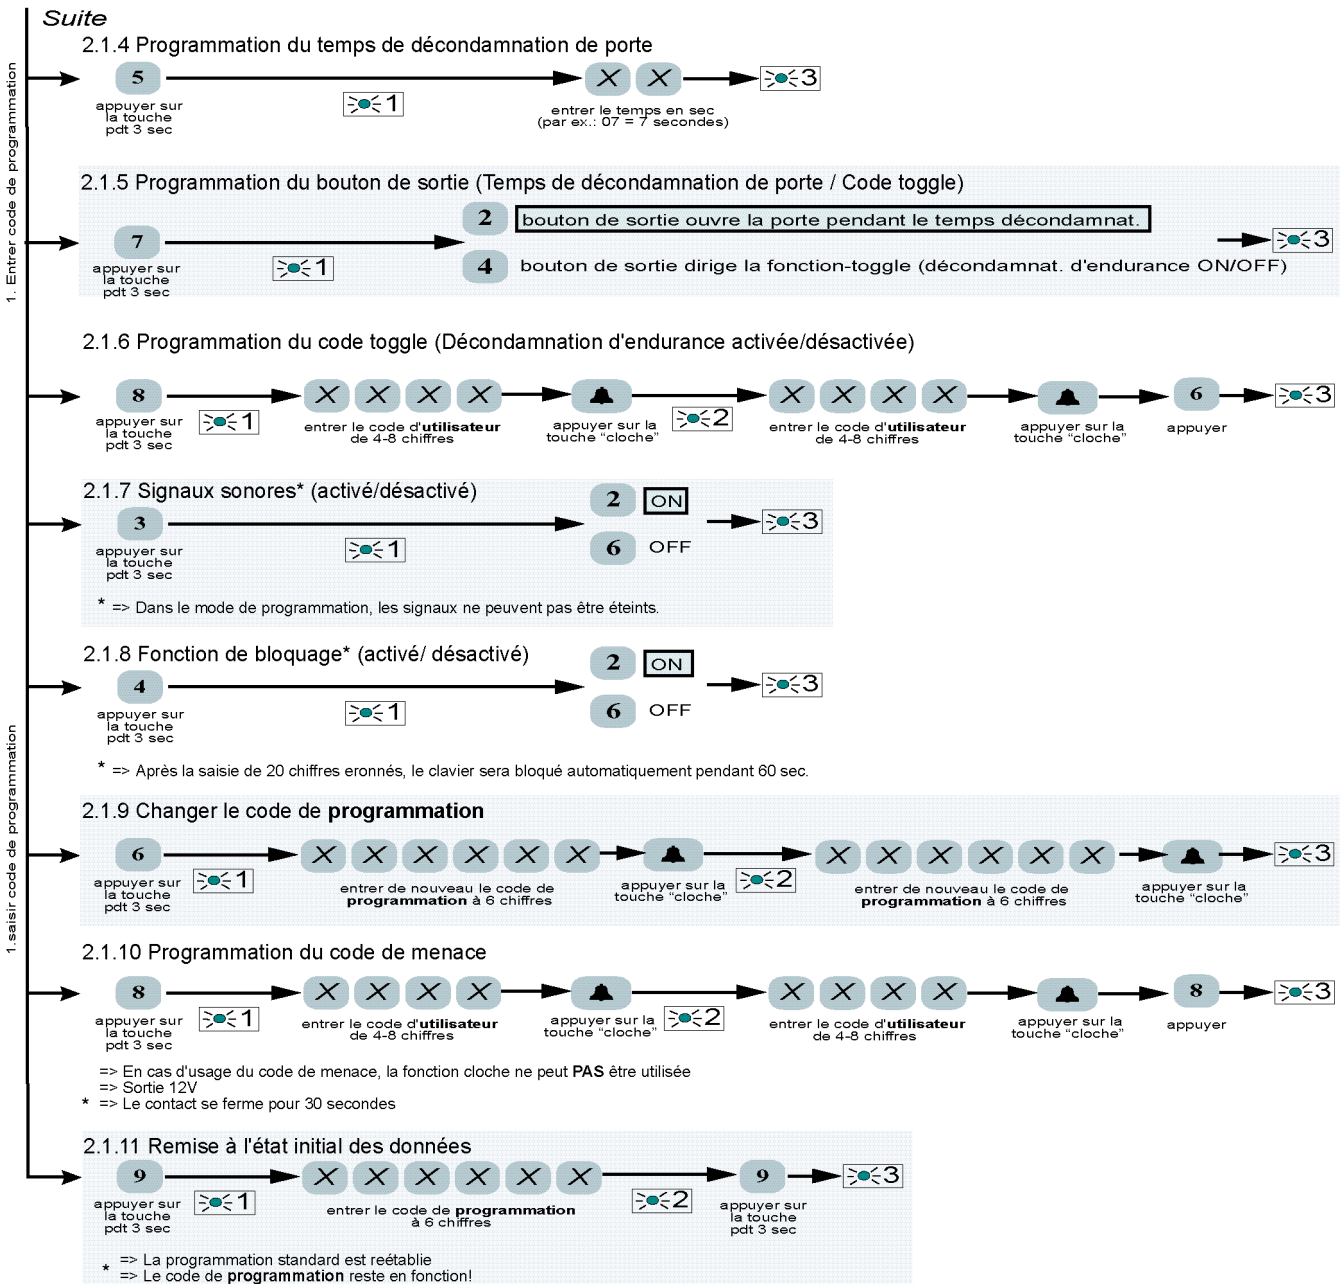 Suite
1. Entrer code de programmation
1.saisir code de programmation
2.1.4 Programmation du temps de décondamnation de porte
5
X X
3
1
appuyer sur
la touche
pdt 3 sec
entrer le temps en sec
(par ex.: 07 = 7 secondes)
2.1.5 Programmation du bouton de sortie (Temps de décondamnation de porte / Code toggle)
2 bouton de sortie ouvre la porte pendant le temps décondamnat.
7
1
3
4 bouton de sortie dirige la fonction-toggle (décondamnat. d'endurance ON/OFF)
appuyer sur
la touche
pdt 3 sec
2.1.6 Programmation du code toggle (Décondamnation d'endurance activée/désactivée)
8 1 X X X X 2 X X X X 6 3
appuyer sur
la touche
pdt 3 sec
entrer le code d'utilisateur
de 4-8 chiffres
appuyer sur la
touche “cloche”
entrer le code d'utilisateur
de 4-8 chiffres
appuyer sur la
touche “cloche”
appuyer
2.1.7 Signaux sonores* (activé/désactivé)
2 ON
3
1
3
6 OFF
appuyer sur
la touche
pdt 3 sec
* => Dans le mode de programmation, les signaux ne peuvent pas être éteints.
2.1.8 Fonction de bloquage* (activé/ désactivé)
2 ON
4
1
3
6 OFF
appuyer sur
la touche
pdt 3 sec
* => Après la saisie de 20 chiffres eronnés, le clavier sera bloqué automatiquement pendant 60 sec.
2.1.9 Changer le code de programmation
6 1 X X X X X X 2 X X X X X X 3
appuyer sur
la touche
pdt 3 sec
entrer de nouveau le code de
programmation à 6 chiffres
appuyer sur la
touche “cloche”
entrer de nouveau le code de
programmation à 6 chiffres
appuyer sur la
touche “cloche”
2.1.10 Programmation du code de menace
8 1 X X X X 2 X X X X 8 3
appuyer sur
la touche
pdt 3 sec
entrer le code d'utilisateur
de 4-8 chiffres
appuyer sur la
touche “cloche”
entrer le code d'utilisateur
de 4-8 chiffres
appuyer sur la
touche “cloche”
appuyer
=> En cas d'usage du code de menace, la fonction cloche ne peut PAS être utilisée
=> Sortie 12V
* => Le contact se ferme pour 30 secondes
2.1.11 Remise à l'état initial des données
9 1 X X X X X X 2 9 3
appuyer sur
la touche
pdt 3 sec
entrer le code de programmation
à 6 chiffres
appuyer sur
la touche
pdt 3 sec
=> La programmation standard est reétablie
* => Le code de programmation reste en fonction!